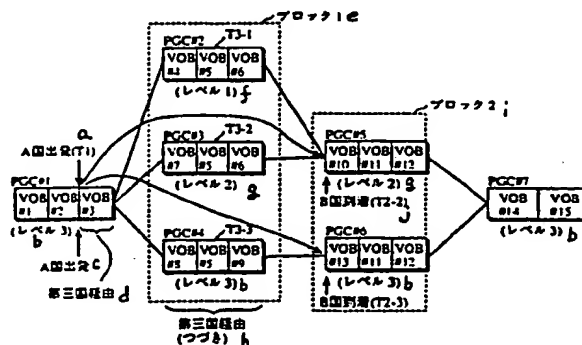 ブロック1 e
PGC#2
T3-1
VOB #4
VOB #5
VOB #6
(レベル1) f
ブロック2 i
a
A国出発(T1)
PGC#3
T3-2
VOB #7
VOB #5
VOB #6
(レベル2) g
PGC#5
VOB #10
VOB #11
VOB #12
(レベル2) g
B国到着(T2-2) j
PGC#1
VOB #1
VOB #2
VOB #3
(レベル3)
b
A国出発 c
第三国経由 d
PGC#4
T3-3
VOB #5
VOB #9
(レベル3) b
第三国経由
(つづき) h
PGC#6
VOB #13
VOB #11
VOB #12
(レベル3) b
B国到着(T2-3)
PGC#7
VOB #14
VOB #15
(レベル3) b